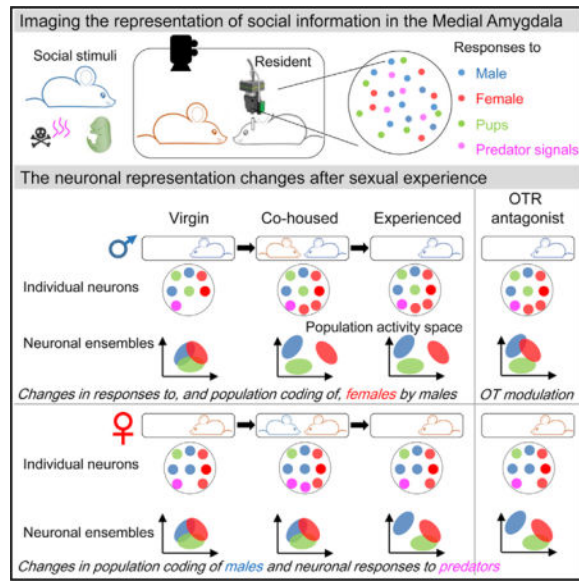 Imaging the representation of social information in the Medial Amygdala
Social stimuli
Resident
Responses to
Male
Female
Pups
Predator signals
The neuronal representation changes after sexual experience
Virgin
Co-housed
Experienced
OTR
antagonist
Individual neurons
Population activity space
Neuronal ensembles
Changes in responses to, and population coding of, females by males
OT modulation
Individual neurons
Neuronal ensembles
Changes in population coding of males and neuronal responses to predators